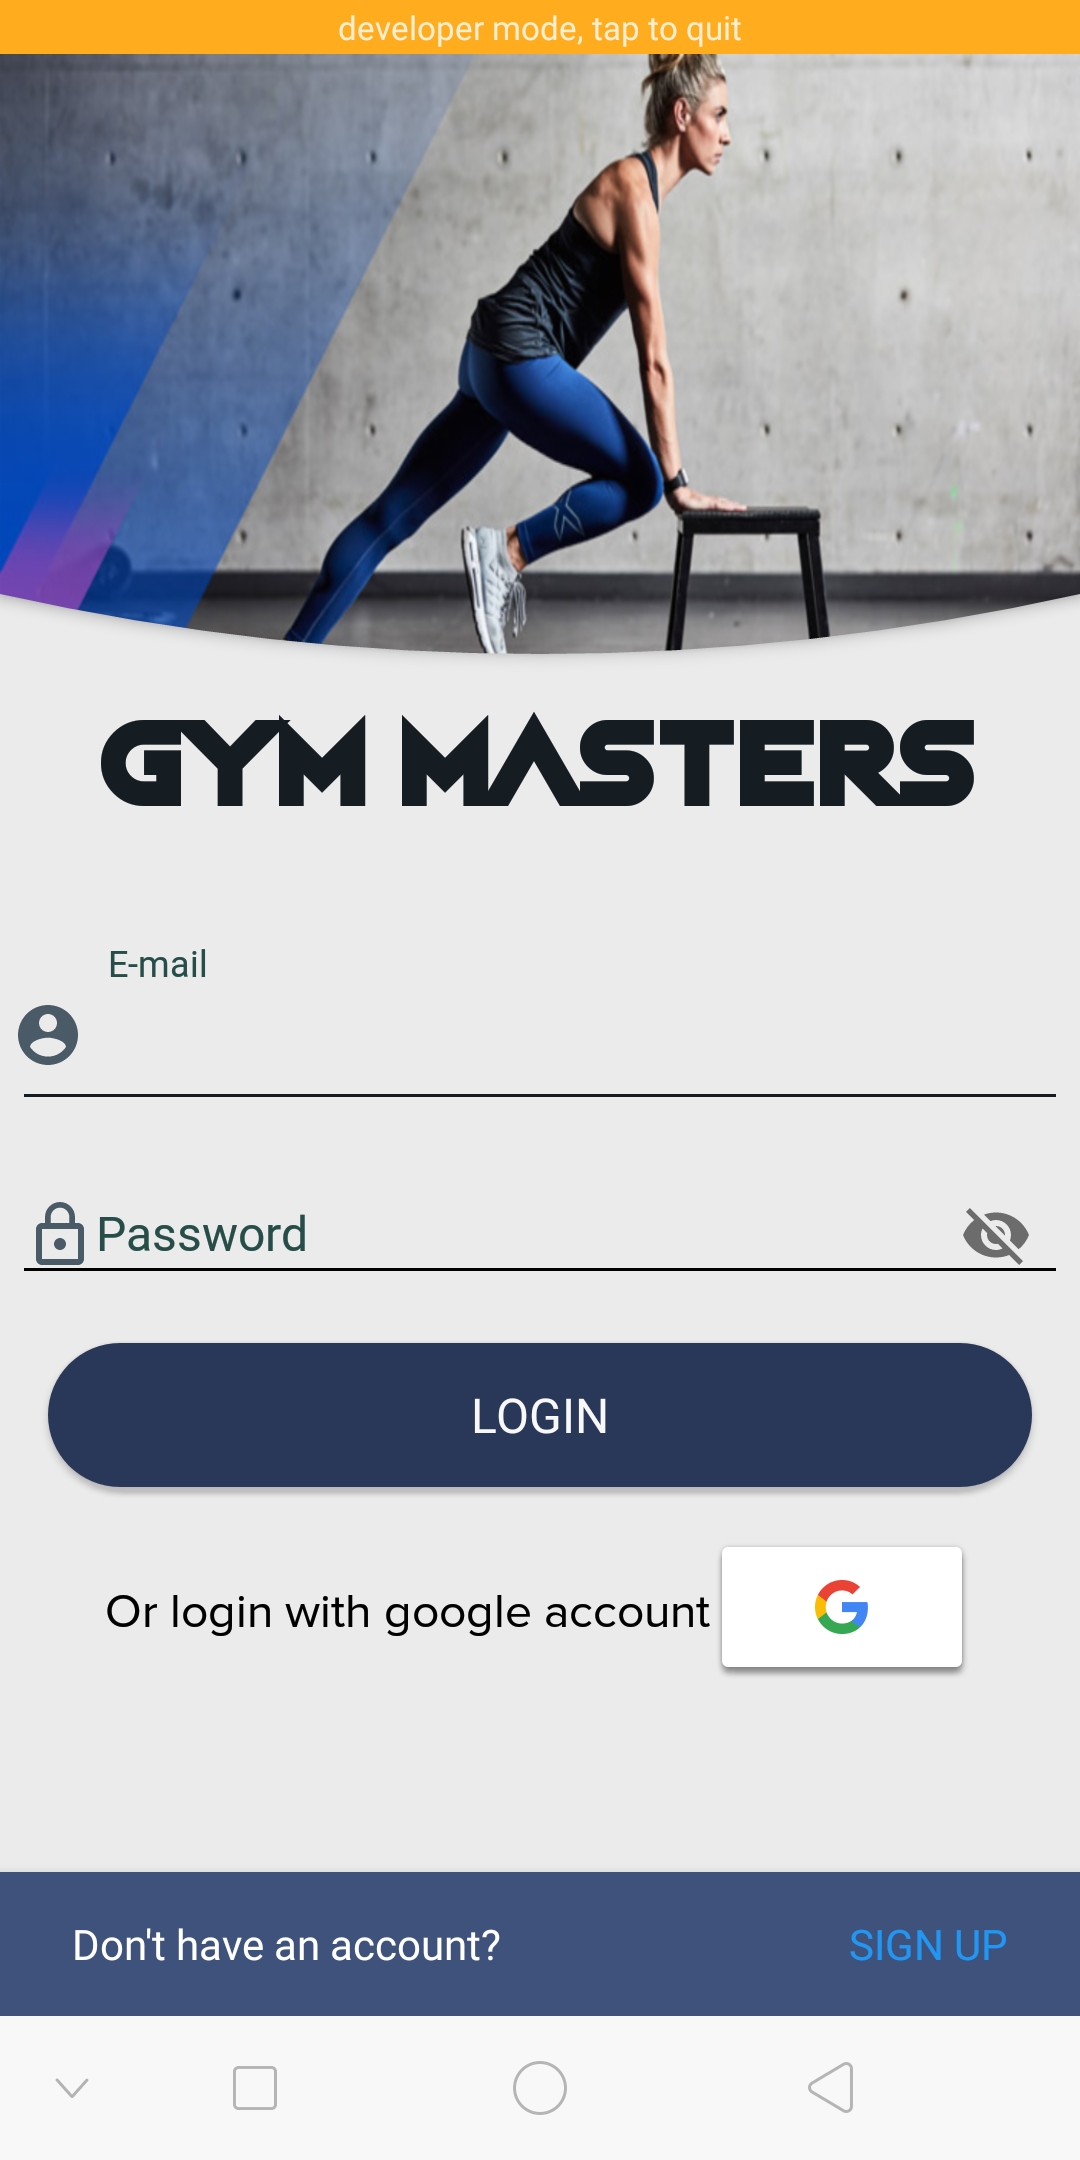 developer mode, tap to quit
GYM MASTERS
E-mail
Password
LOGIN
Or login with google account
Don't have an account? SIGN UP